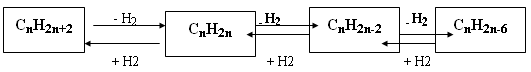 CnH2n+2 - H2 CnH2n - H2 CnH2n-2 - H2 CnH2n-6
+ H2 + H2 + H2